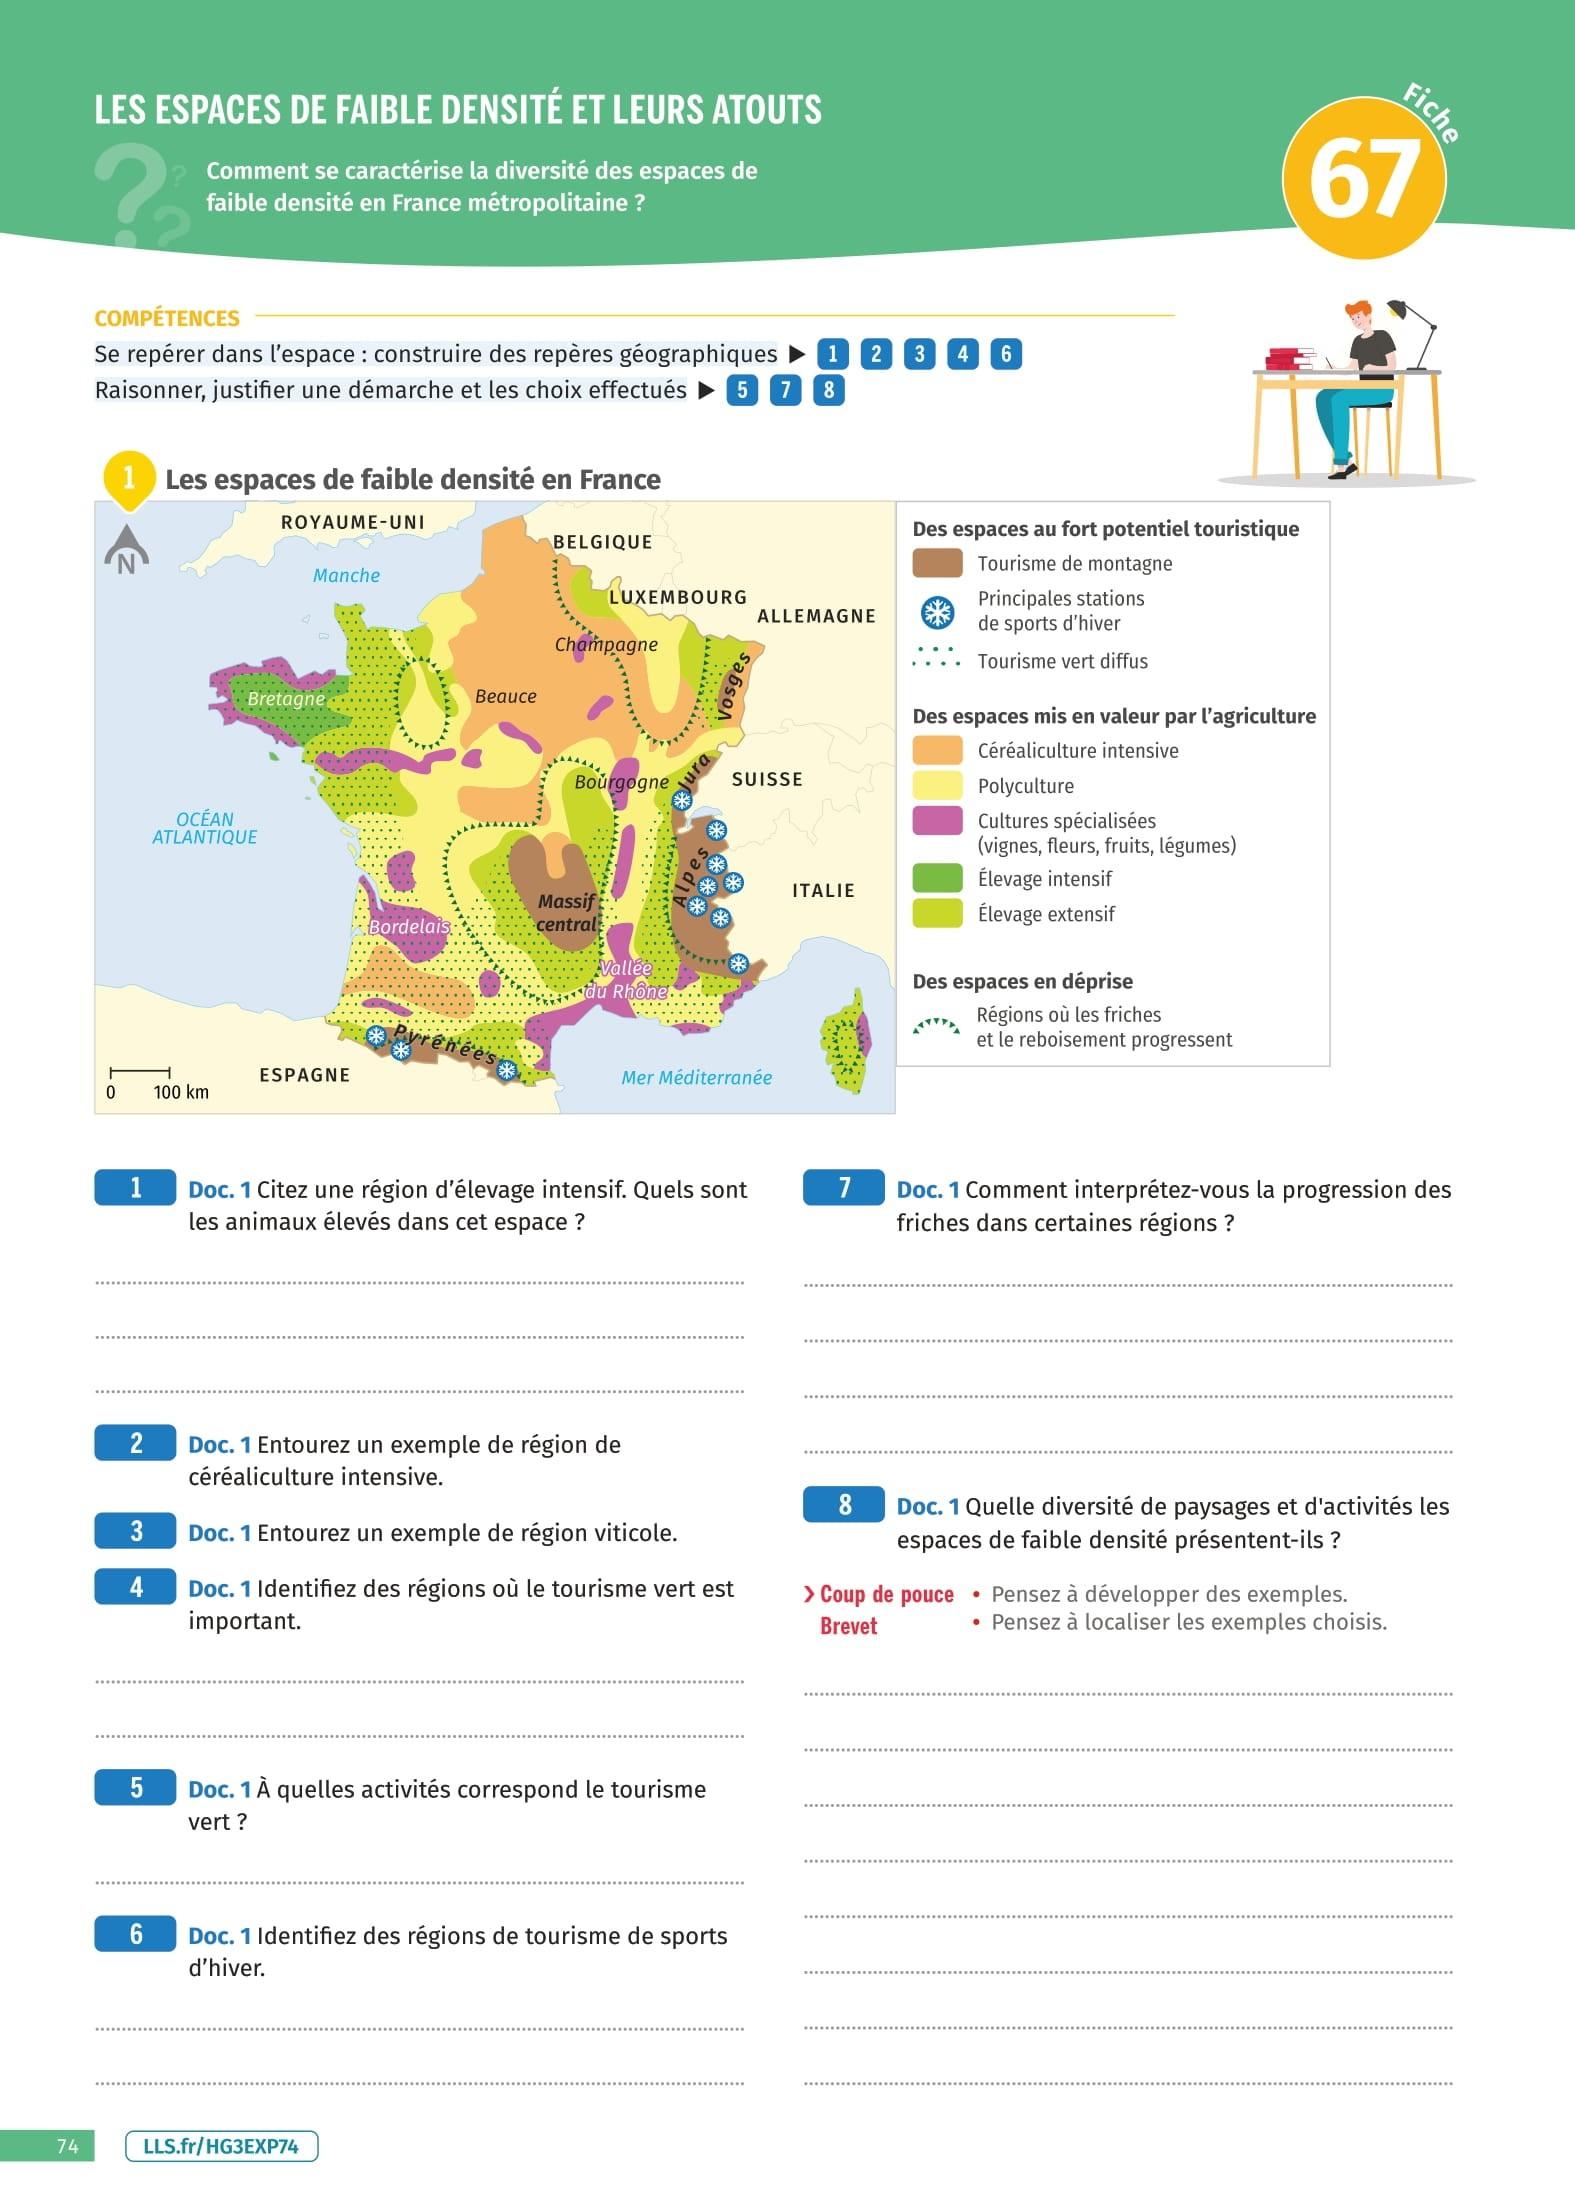 LES ESPACES DE FAIBLE DENSITÉ ET LEURS ATOUTS
Comment se caractérise la diversité des espaces de
faible densité en France métropolitaine ?
Fiche
67
COMPÉTENCES
Se repérer dans l’espace : construire des repères géographiques ▶ 1 2 3 4 6
Raisonner, justifier une démarche et les choix effectués ▶ 5 7 8
1 Les espaces de faible densité en France
N
ROYAUME-UNI
BELGIQUE
Manche
LUXEMBOURG
ALLEMAGNE
Champagne
Vosges
Bretagne
Beauce
Bourgogne
Jura
SUISSE
OCÉAN
ATLANTIQUE
Alpes
ITALIE
Massif
central
Bordelais
Vallée
du Rhône
Pyrénées
ESPAGNE
Mer Méditerranée
0 100 km
Des espaces au fort potentiel touristique
Tourisme de montagne
Principales stations
de sports d’hiver
Tourisme vert diffus
Des espaces mis en valeur par l’agriculture
Céréaliculture intensive
Polyculture
Cultures spécialisées
(vignes, fleurs, fruits, légumes)
Élevage intensif
Élevage extensif
Des espaces en déprise
Régions où les friches
et le reboisement progressent
1 Doc. 1 Citez une région d’élevage intensif. Quels sont
les animaux élevés dans cet espace ?
2 Doc. 1 Entourez un exemple de région de
céréaliculture intensive.
3 Doc. 1 Entourez un exemple de région viticole.
4 Doc. 1 Identifiez des régions où le tourisme vert est
important.
5 Doc. 1 À quelles activités correspond le tourisme
vert ?
6 Doc. 1 Identifiez des régions de tourisme de sports
d’hiver.
7 Doc. 1 Comment interprétez-vous la progression des
friches dans certaines régions ?
8 Doc. 1 Quelle diversité de paysages et d'activités les
espaces de faible densité présentent-ils ?
› Coup de pouce • Pensez à développer des exemples.
Brevet • Pensez à localiser les exemples choisis.
74
LLS.fr/HG3EXP74